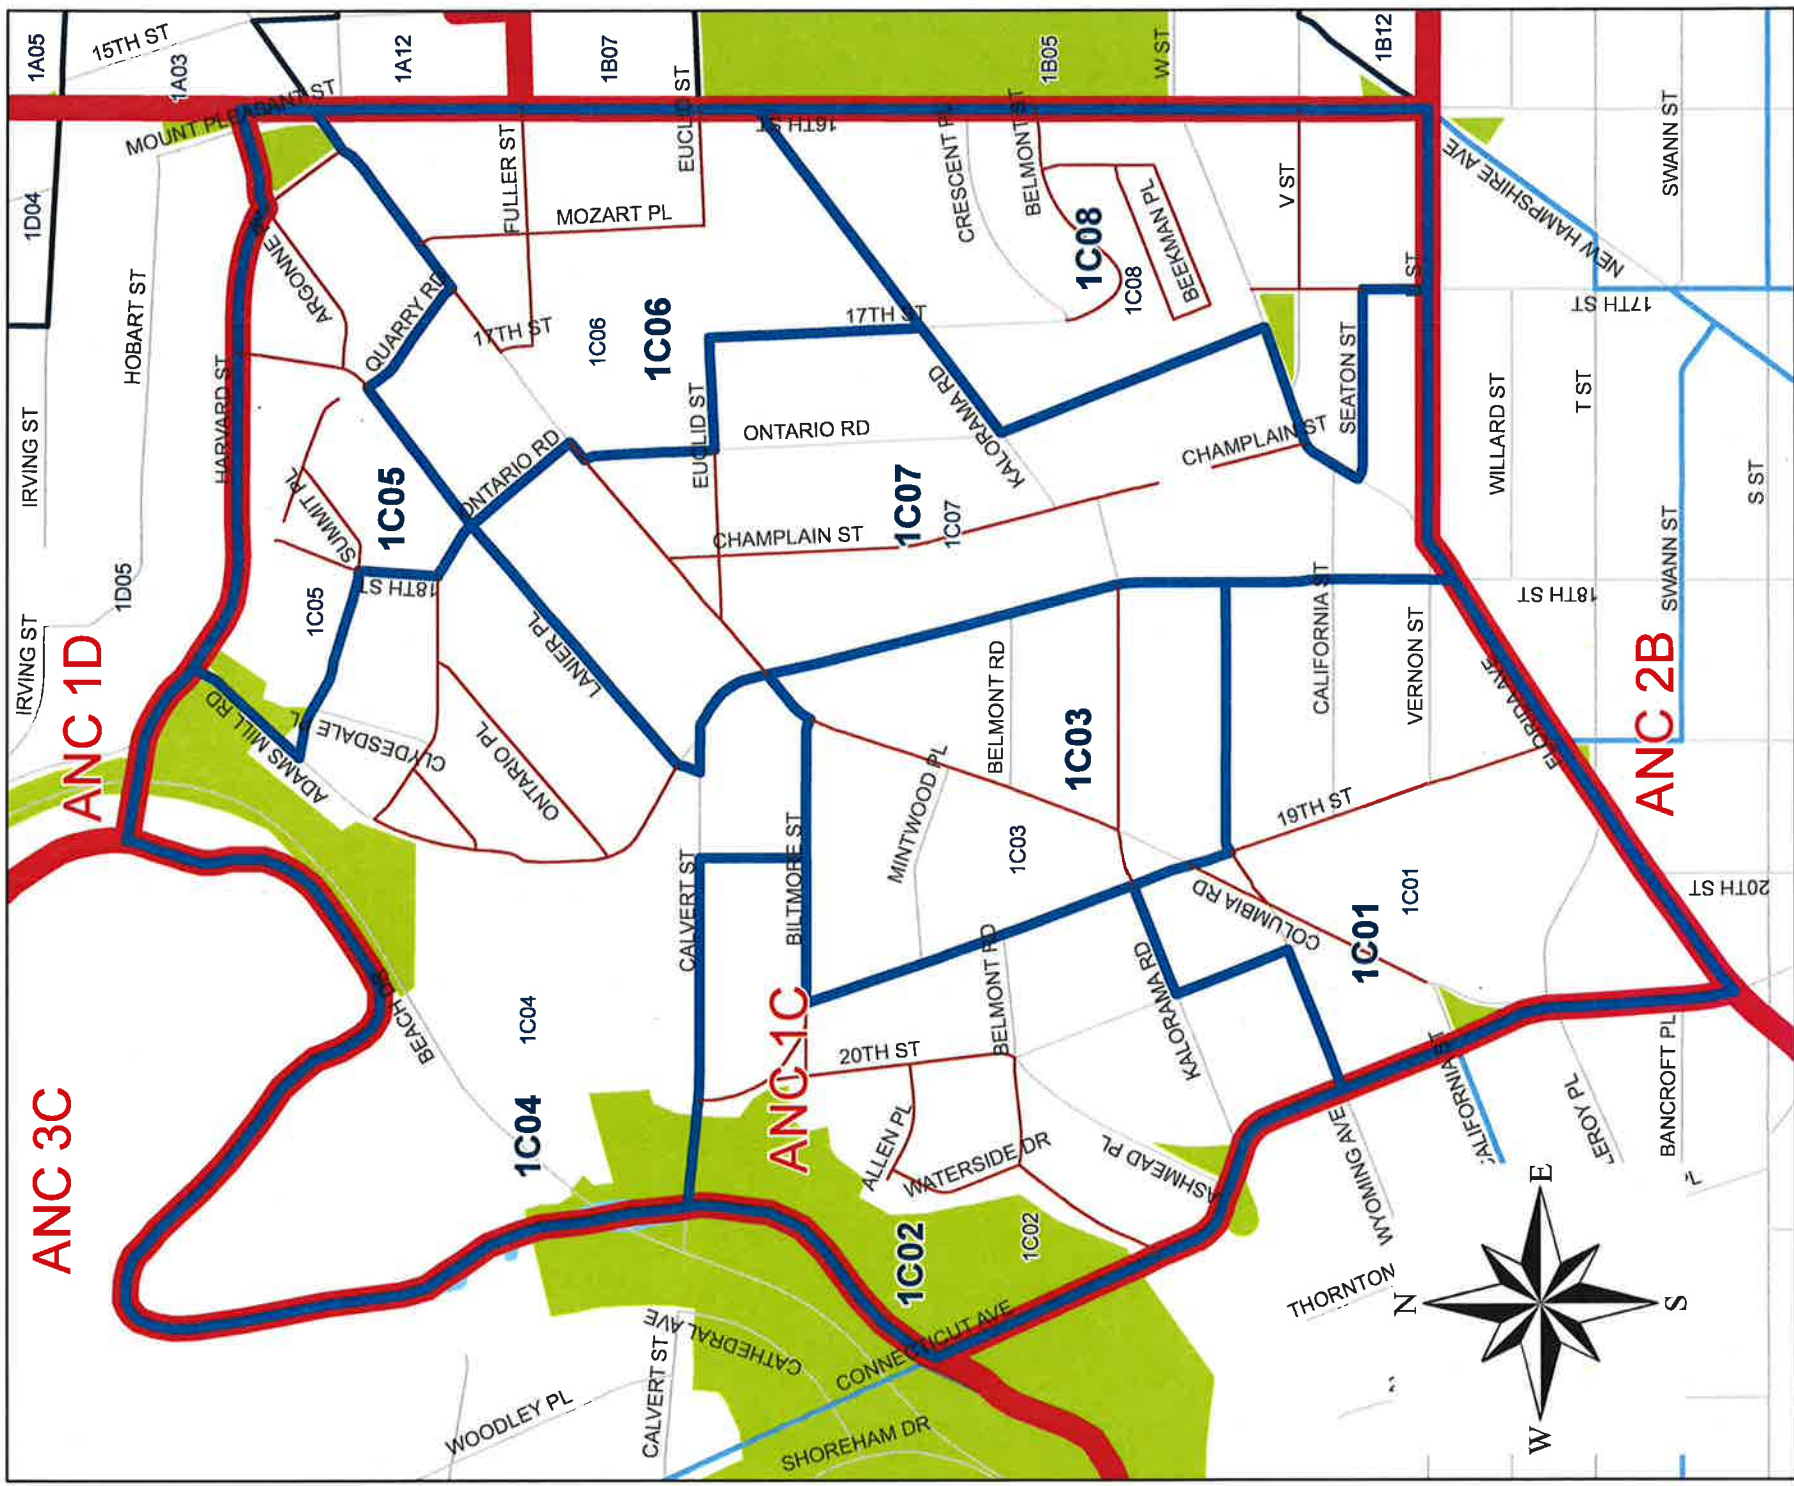 1A05
15TH ST
1A03
1A12
1B07
EUCLID ST
1B05
W ST
1B12
MOUNT PLEASANT ST
16TH ST
1D04
HOBART ST
ARGONNE
FULLER ST
MOZART PL
CRESCENT PL
BELMONT ST
BEEKMAN PL
1C08
1C08
V ST
NEW HAMPSHIRE AVE
SWANN ST
17TH ST
QUARRY RD
17TH ST
1C06
1C06
17TH ST
SEATON ST
IRVING ST
HARVARD ST
SUMMIT PL
1C05
ONTARIO RD
EUCLID ST
ONTARIO RD
KALORAMA RD
CHAMPLAIN ST
WILLARD ST
T ST
S ST
1D05
1C05
18TH ST
CHAMPLAIN ST
1C07
1C07
CALIFORNIA ST
18TH ST
SWANN ST
IRVING ST
ANC 1D
ADAMS MILL RD
CLYDESDALE PL
ONTARIO PL
LANIER PL
BELMONT RD
MINTWOOD PL
1C03
1C03
VERNON ST
19TH ST
FLORIDA AVE
ANC 2B
CALVERT ST
BILTMORE ST
COLUMBIA RD
1C01
1C01
20TH ST
BEACH DR
1C04
1C04
ANC 1C
20TH ST
BELMONT RD
KALORAMA RD
ANC 3C
ALLEN PL
WATERSIDE DR
ASHMEAD PL
WYOMING AVE
CALIFORNIA ST
LEROY PL
BANCROFT PL
PL
1C02
1C02
THORNTON
CATHEDRAL AVE
CONNECTICUT AVE
WOODLEY PL
CALVERT ST
SHOREHAM DR
N
E
S
W